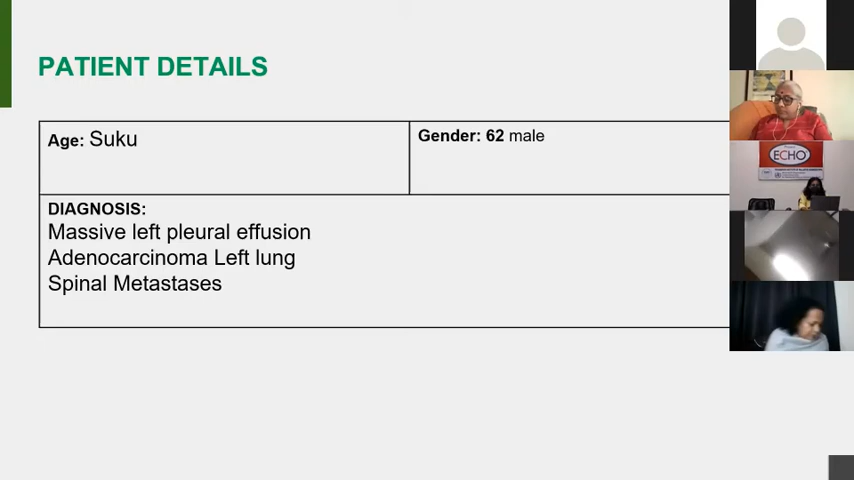 PATIENT DETAILS
Age: Suku
Gender: 62 male
DIAGNOSIS:
Massive left pleural effusion
Adenocarcinoma Left lung
Spinal Metastases
ECHO